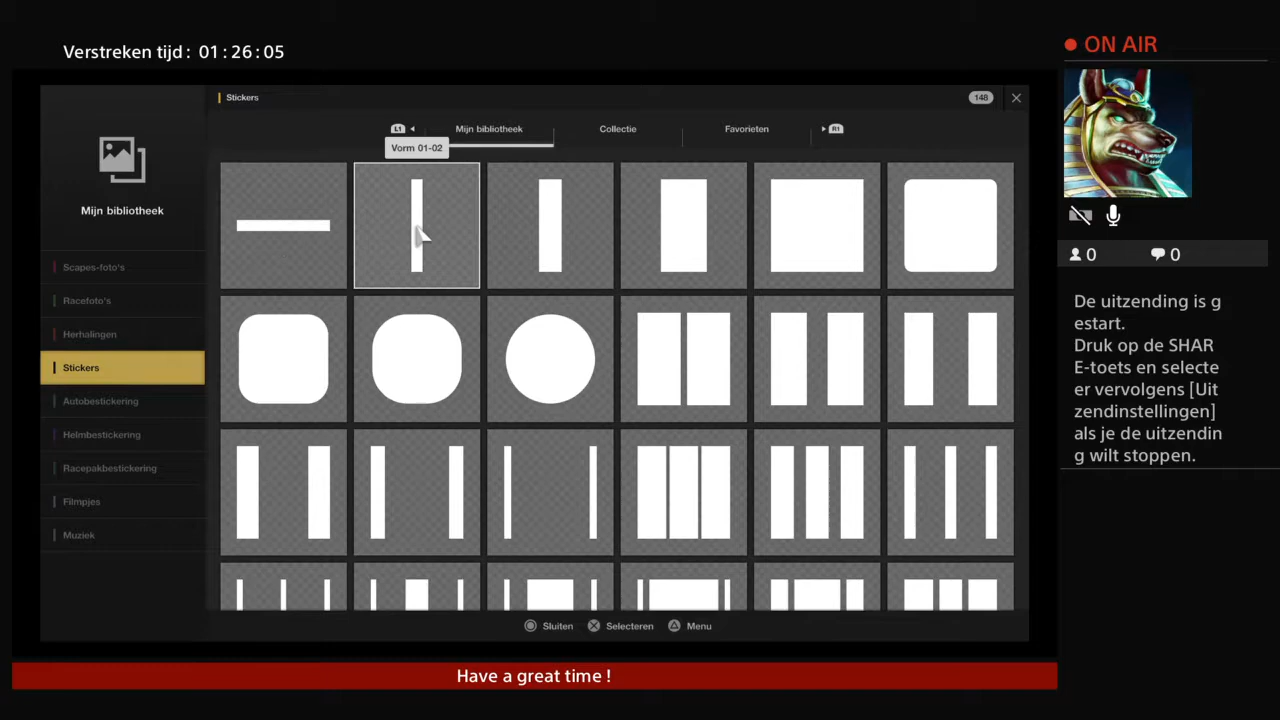 Verstreken tijd : 01 : 26 : 05
ON AIR
Stickers
148
L1
Mijn bibliotheek
Collectie
Favorieten
R1
Vorm 01-02
Mijn bibliotheek
Scapes-foto's
Racefoto's
Herhalingen
Stickers
Autobestickering
Helmbestickering
Racepakbestickering
Filmpjes
Muziek
Sluiten
Selecteren
Menu
0
0
De uitzending is g
estart.
Druk op de SHAR
E-toets en selecte
er vervolgens [Uit
zendinstellingen]
als je de uitzendin
g wilt stoppen.
Have a great time !